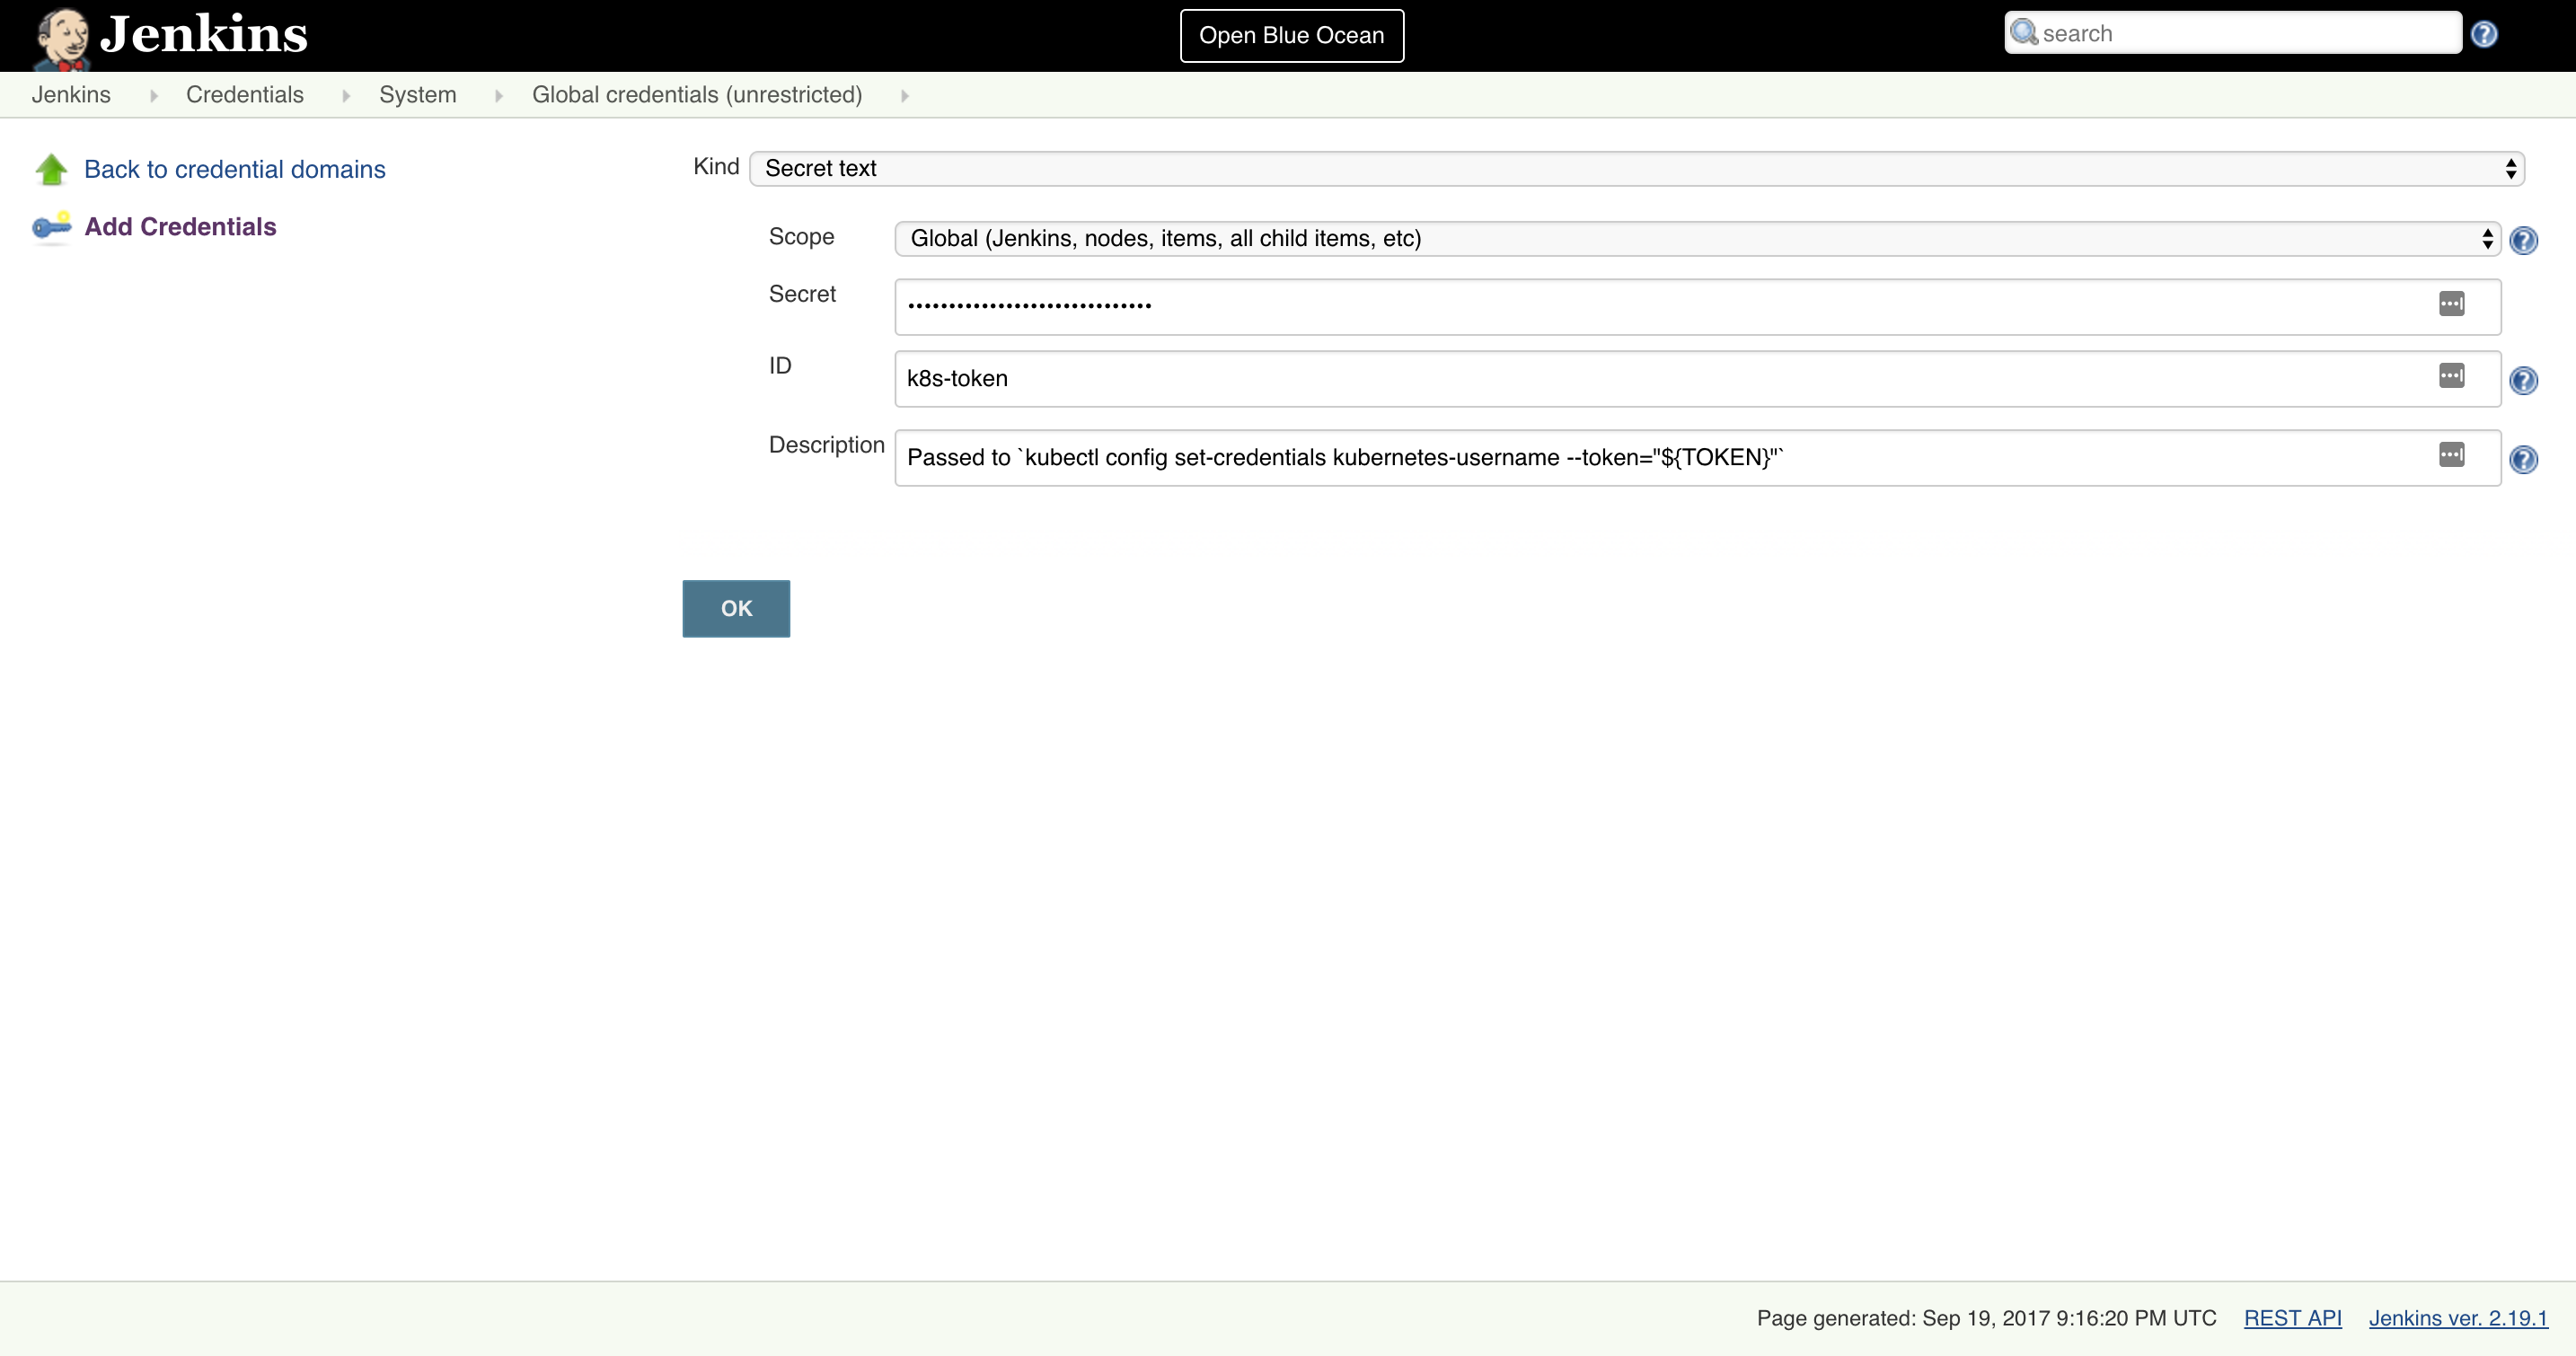 Jenkins
Open Blue Ocean
search
Jenkins Credentials System Global credentials (unrestricted)
Back to credential domains
Add Credentials
Kind Secret text
Scope Global (Jenkins, nodes, items, all child items, etc)
Secret ••••••••••••••••••••••••••••••
ID k8s-token
Description Passed to `kubectl config set-credentials kubernetes-username --token="${TOKEN}"`
OK
Page generated: Sep 19, 2017 9:16:20 PM UTC REST API Jenkins ver. 2.19.1